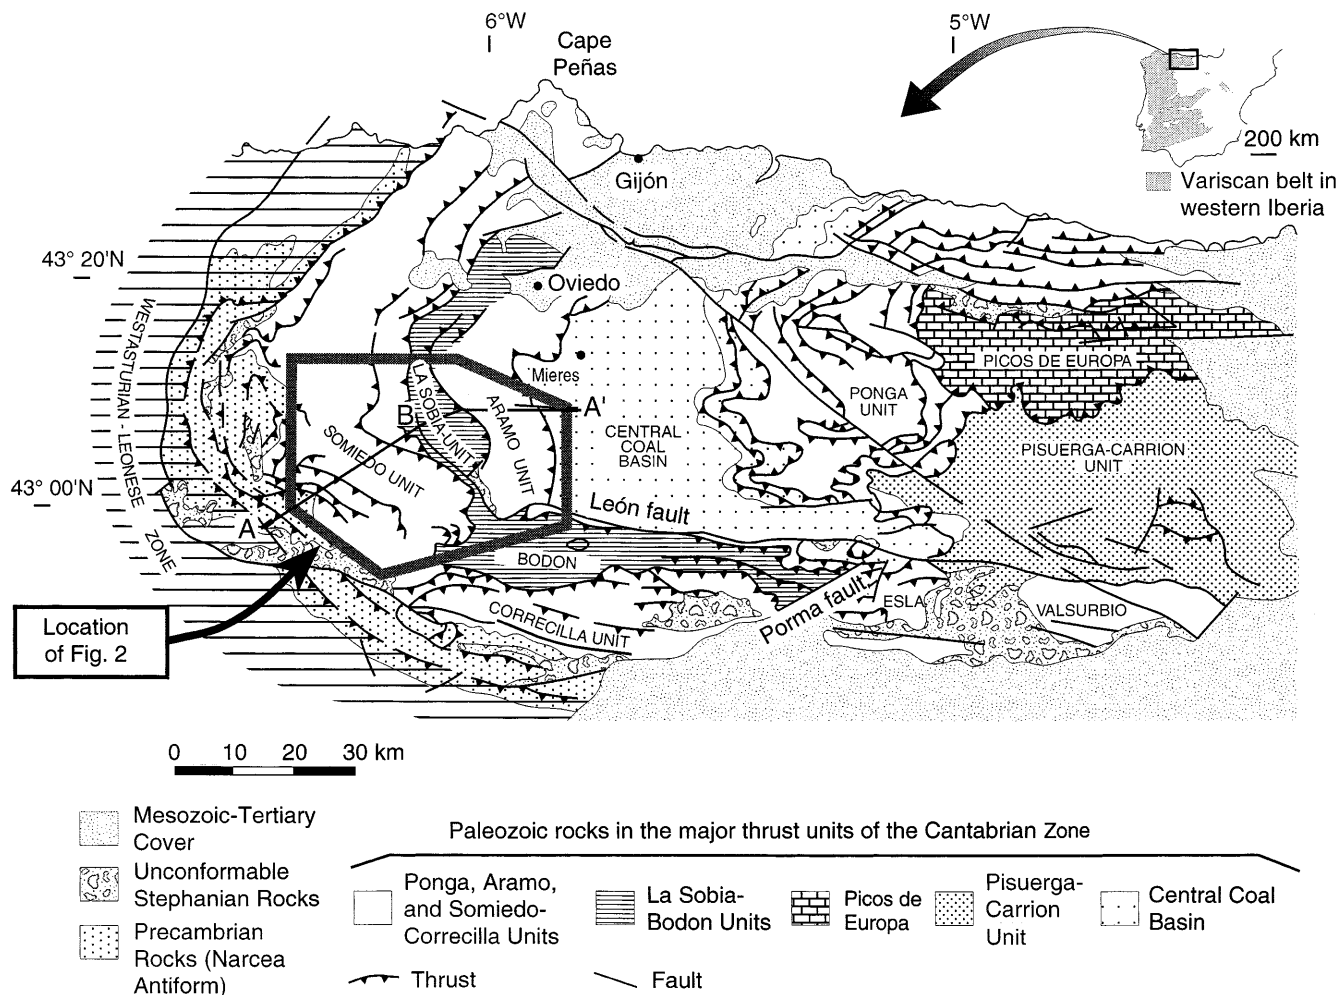 6°W
5°W
Cape
Peñas
200 km
Variscan belt in
western Iberia
Gijón
43° 20'N
Oviedo
WESTASTURIAN - LEONESE ZONE
Mieres
PICOS DE EUROPA
LA SOBIA-UNIT
ARAMO UNIT
PONGA
UNIT
B
A'
SOMIEDO UNIT
CENTRAL
COAL
BASIN
PISUERGA-CARRION
UNIT
43° 00'N
León fault
A
BODON
CORRECILLA UNIT
Porma fault
ESLA
VALSURBIO
Location
of Fig. 2
0 10 20 30 km
Mesozoic-Tertiary
Cover
Unconformable
Stephanian Rocks
Precambrian
Rocks (Narcea
Antiform)
Paleozoic rocks in the major thrust units of the Cantabrian Zone
Ponga, Aramo,
and Somiedo-
Correcilla Units
La Sobia-
Bodon Units
Picos de
Europa
Pisuerga-
Carrion
Unit
Central Coal
Basin
Thrust
Fault